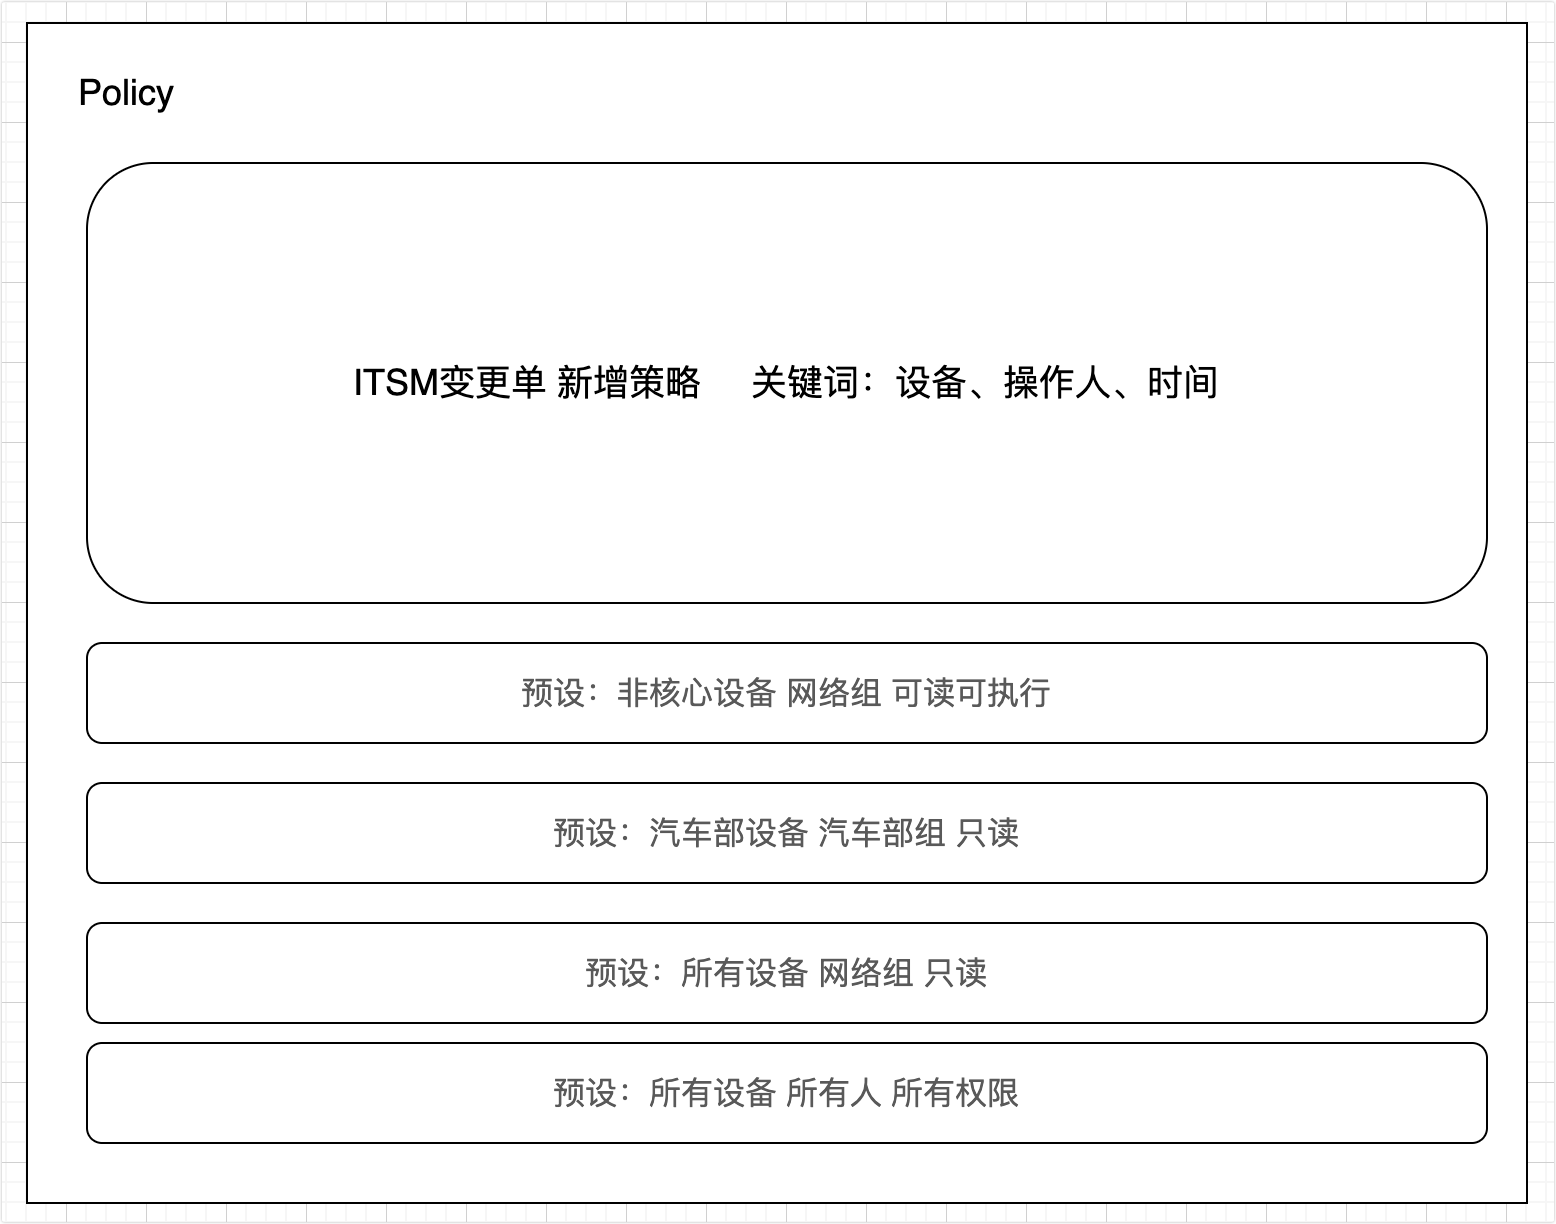 Policy
ITSM变更单 新增策略 关键词：设备、操作人、时间
预设：非核心设备 网络组 可读可执行
预设：汽车部设备 汽车部组 只读
预设：所有设备 网络组 只读
预设：所有设备 所有人 所有权限